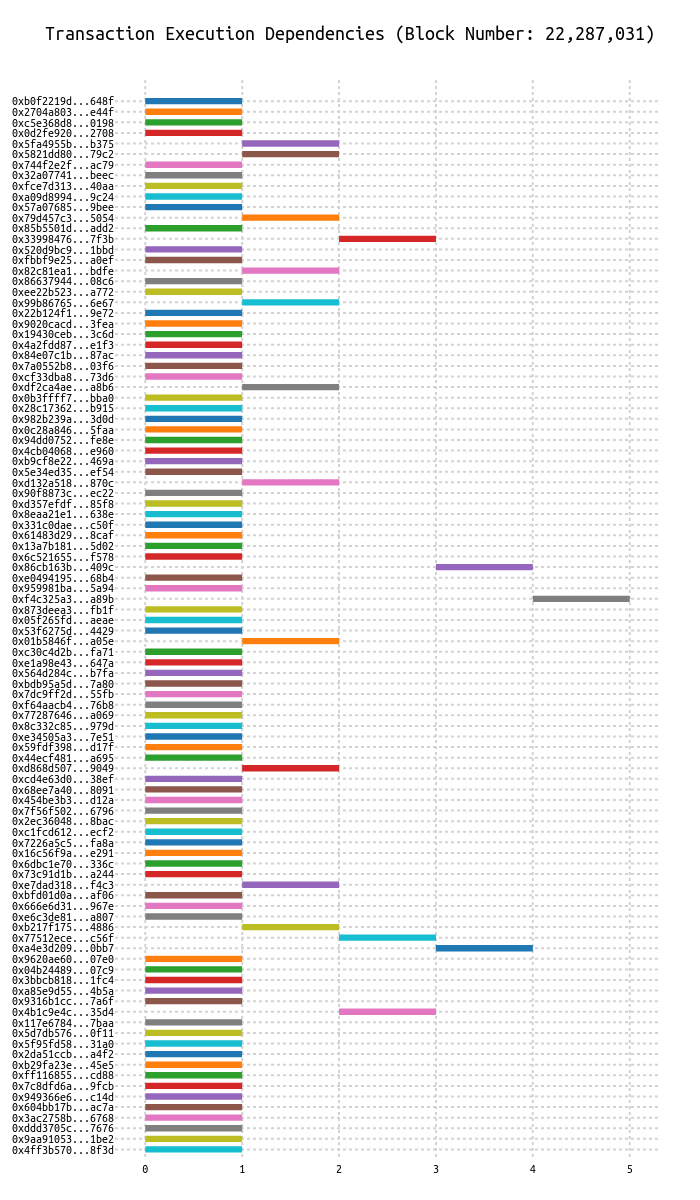 Transaction Execution Dependencies (Block Number: 22,287,031)
0xb0f2219d...648f
0x2704a803...e44f
0xc5e368d8...0198
0x0d2fe920...2708
0x5fa4955b...b375
0x5821dd80...79c2
0x744f2e2f...ac79
0x32a07741...beec
0xfce7d313...40aa
0xa09d8994...9c24
0x57a07685...9bee
0x79d457c3...5054
0x85b5501d...add2
0x33998476...7f3b
0x520d9bc9...1bbd
0xfbbf9e25...a0ef
0x82c81ea1...bdfe
0x86637944...08c6
0xee22b523...a772
0x99b86765...6e67
0x22b124f1...9e72
0x9020cacd...3fea
0x19430ceb...3c6d
0x4a2fdd87...e1f3
0x84e07c1b...87ac
0x7a0552b8...03f6
0xcf33dba8...73d6
0xdf2ca4ae...a8b6
0x0b3ffff7...bba0
0x28c17362...b915
0x982b239a...3d0d
0x0c28a846...5faa
0x94dd0752...fe8e
0x4cb04068...e960
0xb9cf8e22...469a
0x5e34ed35...ef54
0xd132a518...870c
0x90f8873c...ec22
0xd357efdf...85f8
0x8eaa21e1...638e
0x331c0dae...c50f
0x61483d29...8caf
0x13a7b181...5d02
0x6c521655...f578
0x86cb163b...409c
0xe0494195...68b4
0x959981ba...5a94
0xf4c325a3...a89b
0x873deea3...fb1f
0x05f265fd...aeae
0x53f6275d...4429
0x01b5846f...a05e
0xc30c4d2b...fa71
0xe1a98e43...647a
0x564d284c...b7fa
0xbdb95a5d...7a80
0x7dc9ff2d...55fb
0xf64aacb4...76b8
0x77287646...a069
0x8c332c85...979d
0xe34505a3...7e51
0x59fdf398...d17f
0x44ecf481...a695
0xd868d507...9049
0xcd4e63d0...38ef
0x68ee7a40...8091
0x454be3b3...d12a
0x7f56f502...6796
0x2ec36048...8bac
0xc1fcd612...ecf2
0x7226a5c5...fa8a
0x16c56f9a...e291
0x6dbc1e70...336c
0x73c91d1b...a244
0xe7dad318...f4c3
0xbfd01d0a...af06
0x666e6d31...967e
0xe6c3de81...a807
0xb217f175...4886
0x77512ece...c56f
0xa4e3d209...0bb7
0x9620ae60...07e0
0x04b24489...07c9
0x3bbcb818...1fc4
0xa85e9d55...4b5a
0x9316b1cc...7a6f
0x4b1c9e4c...35d4
0x117e6784...7baa
0x5d7db576...0f11
0x5f95fd58...31a0
0x2da51ccb...a4f2
0xb29fa23e...45e5
0xff116855...cd88
0x7c8dfd6a...9fcb
0x949366e6...c14d
0x604bb17b...ac7a
0x3ac2758b...6768
0xddd3705c...7676
0x9aa91053...1be2
0x4ff3b570...8f3d
0 1 2 3 4 5